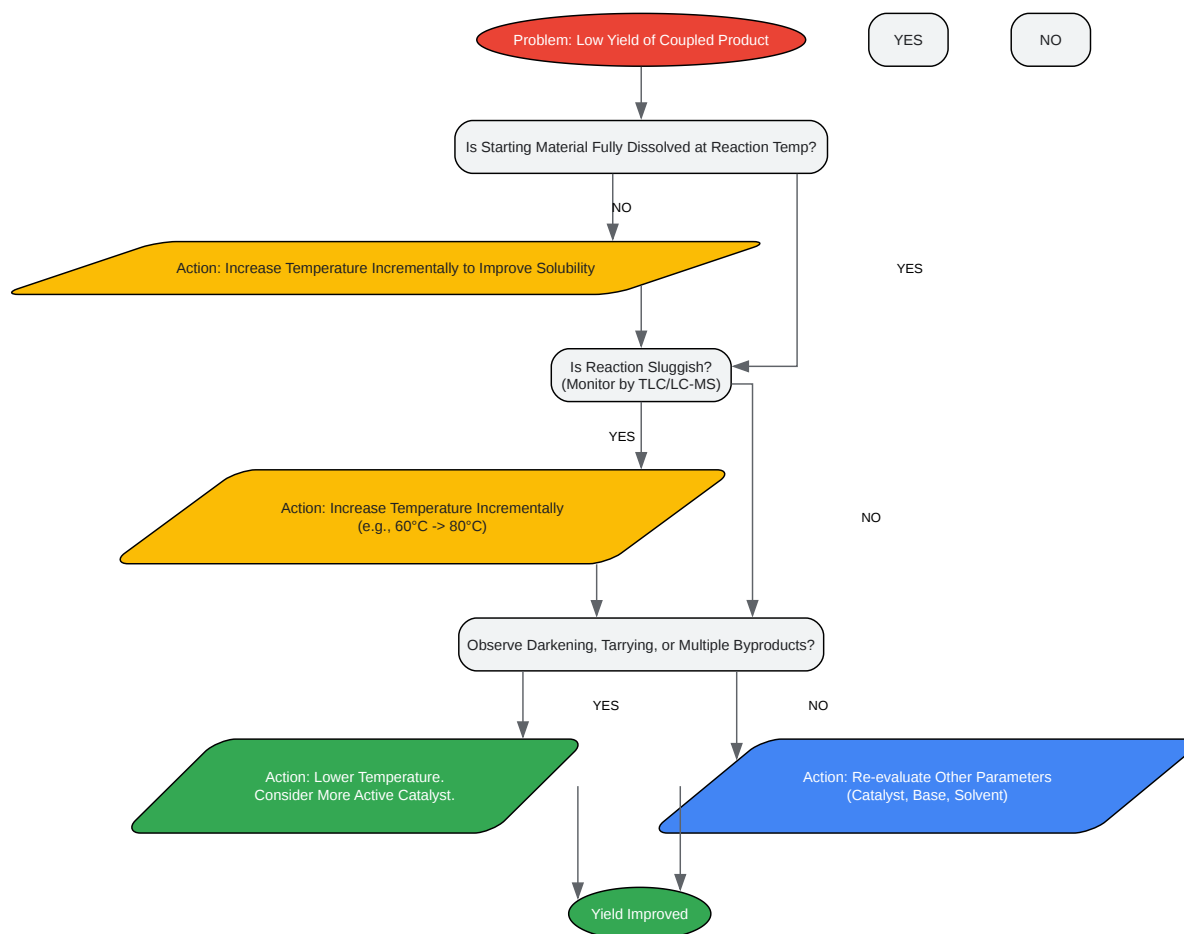 Problem: Low Yield of Coupled Product
YES
NO
Is Starting Material Fully Dissolved at Reaction Temp?
NO
Action: Increase Temperature Incrementally to Improve Solubility
YES
Is Reaction Sluggish?
(Monitor by TLC/LC-MS)
YES
Action: Increase Temperature Incrementally
(e.g., 60°C -> 80°C)
NO
Observe Darkening, Tarrying, or Multiple Byproducts?
YES
NO
Action: Lower Temperature.
Consider More Active Catalyst.
Action: Re-evaluate Other Parameters
(Catalyst, Base, Solvent)
Yield Improved